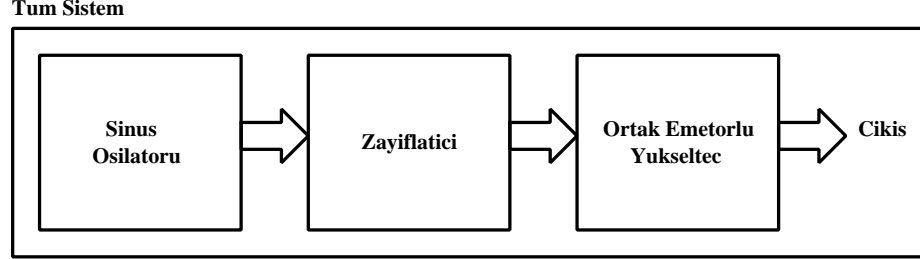 Tum Sistem
Sinus
Osilatoru
Zayiflatici
Ortak Emetorlu
Yukseltec
Cikis